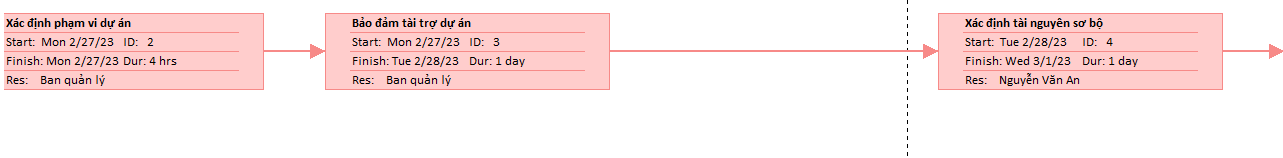 Xác định phạm vi dự án
Start: Mon 2/27/23 ID: 2
Finish: Mon 2/27/23 Dur: 4 hrs
Res: Ban quản lý
Bảo đảm tài trợ dự án
Start: Mon 2/27/23 ID: 3
Finish: Tue 2/28/23 Dur: 1 day
Res: Ban quản lý
Xác định tài nguyên sơ bộ
Start: Tue 2/28/23 ID: 4
Finish: Wed 3/1/23 Dur: 1 day
Res: Nguyễn Văn An